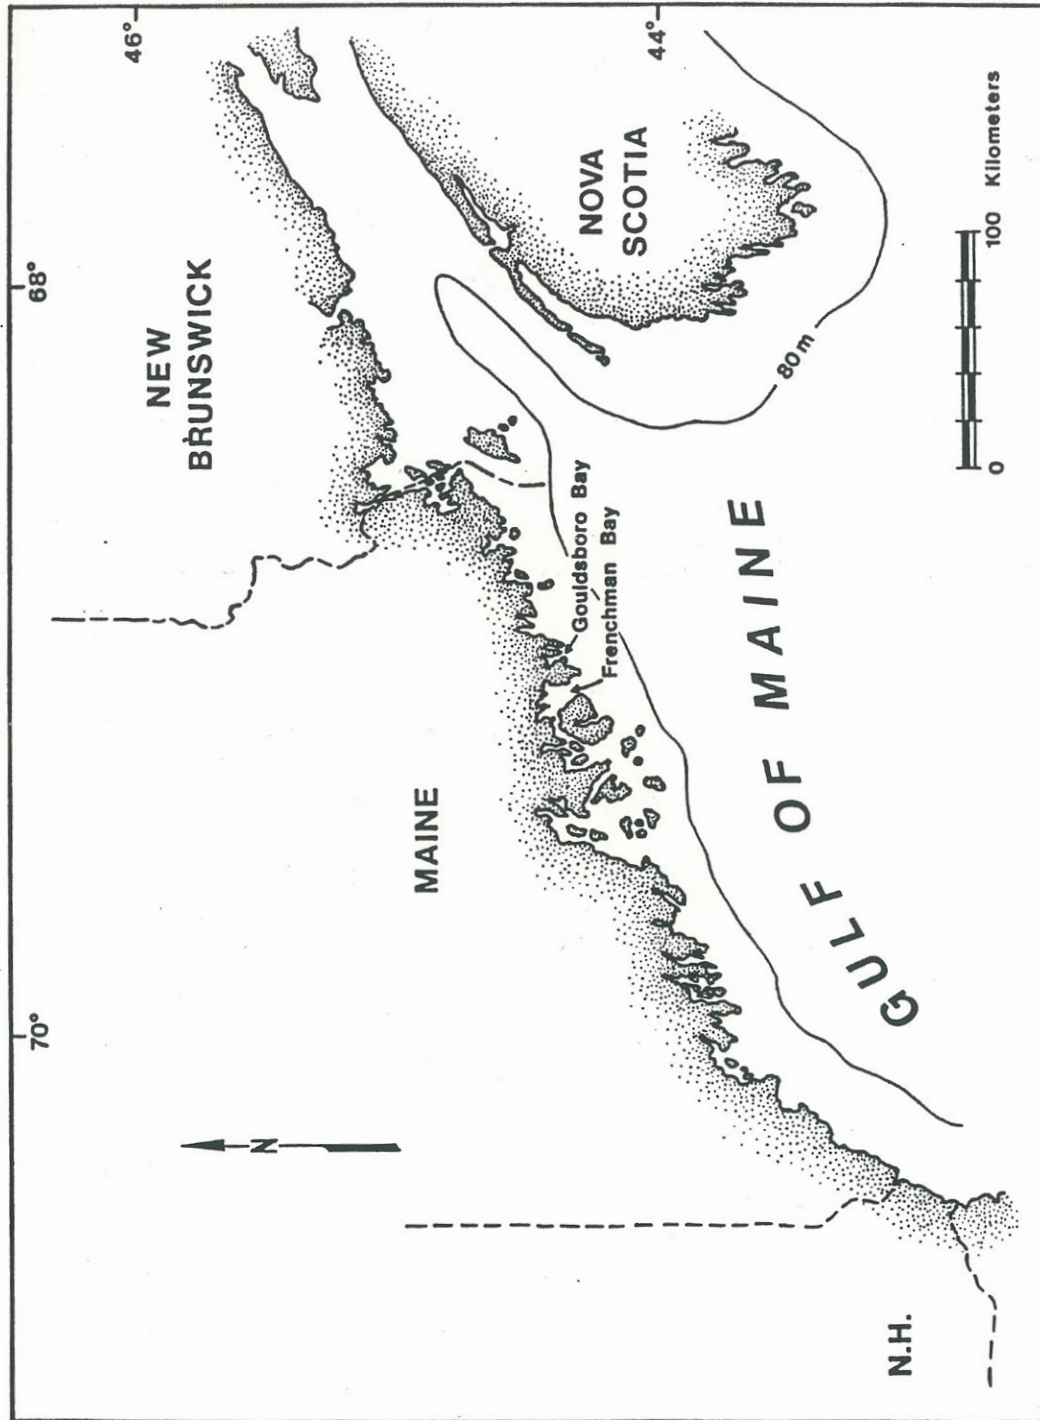 46°
44°
68°
70°
NEW
BRUNSWICK
NOVA
SCOTIA
MAINE
N.H.
N
Gouldsboro Bay
Frenchman Bay
GULF OF MAINE
80 m
0
100 Kilometers